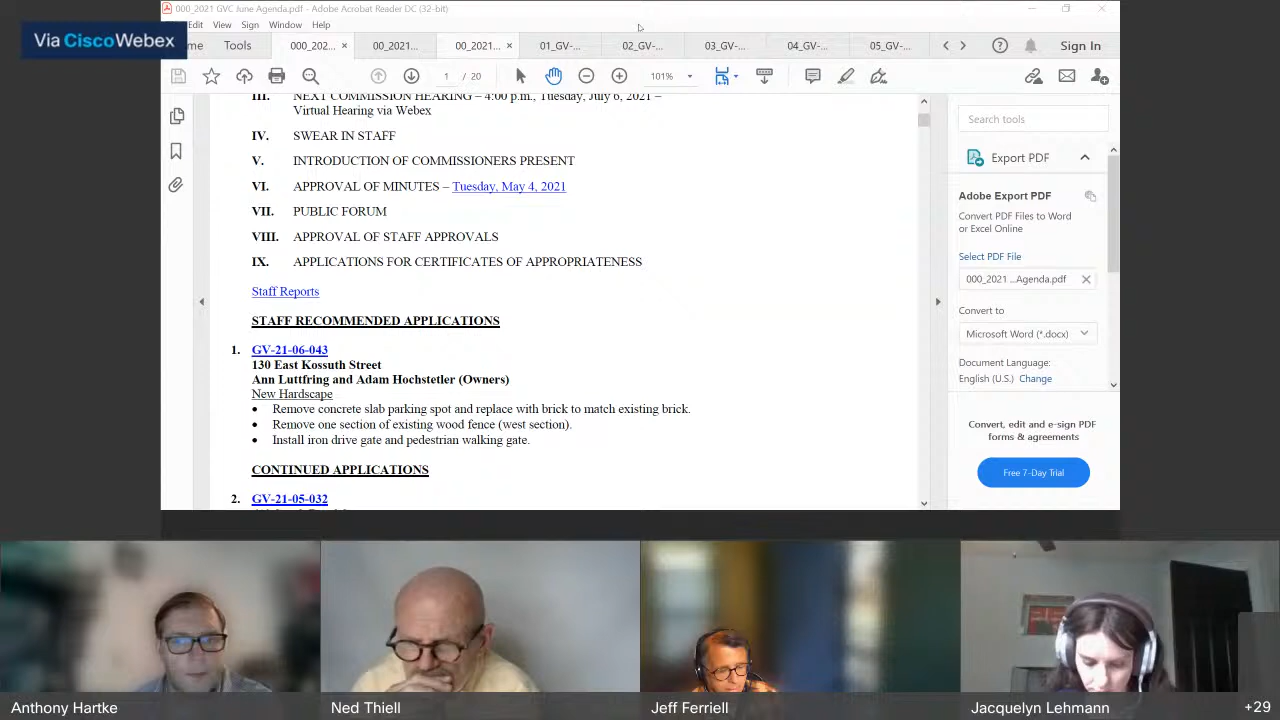 000_2021 GVC June Agenda.pdf - Adobe Acrobat Reader DC (32-bit)
Via CiscoWebex
Edit View Sign Window Help
me Tools 000_202... × 00_2021... 00_2021... × 01_GV-... 02_GV-... 03_GV-... 04_GV-... 05_GV-... Sign In
1 / 20 101%
III. NEXT COMMISSION HEARING – 4:00 p.m., Tuesday, July 6, 2021 –
Virtual Hearing via Webex
IV. SWEAR IN STAFF
V. INTRODUCTION OF COMMISSIONERS PRESENT
VI. APPROVAL OF MINUTES – Tuesday, May 4, 2021
VII. PUBLIC FORUM
VIII. APPROVAL OF STAFF APPROVALS
IX. APPLICATIONS FOR CERTIFICATES OF APPROPRIATENESS
Staff Reports
STAFF RECOMMENDED APPLICATIONS
1. GV-21-06-043
130 East Kossuth Street
Ann Luttfring and Adam Hochstetler (Owners)
New Hardscape
• Remove concrete slab parking spot and replace with brick to match existing brick.
• Remove one section of existing wood fence (west section).
• Install iron drive gate and pedestrian walking gate.
CONTINUED APPLICATIONS
2. GV-21-05-032
Search tools
Export PDF
Adobe Export PDF
Convert PDF Files to Word
or Excel Online
Select PDF File
000_2021 ...Agenda.pdf ×
Convert to
Microsoft Word (*.docx)
Document Language:
English (U.S.) Change
Convert, edit and e-sign PDF
forms & agreements
Free 7-Day Trial
Anthony Hartke
Ned Thiell
Jeff Ferriell
Jacquelyn Lehmann
+29